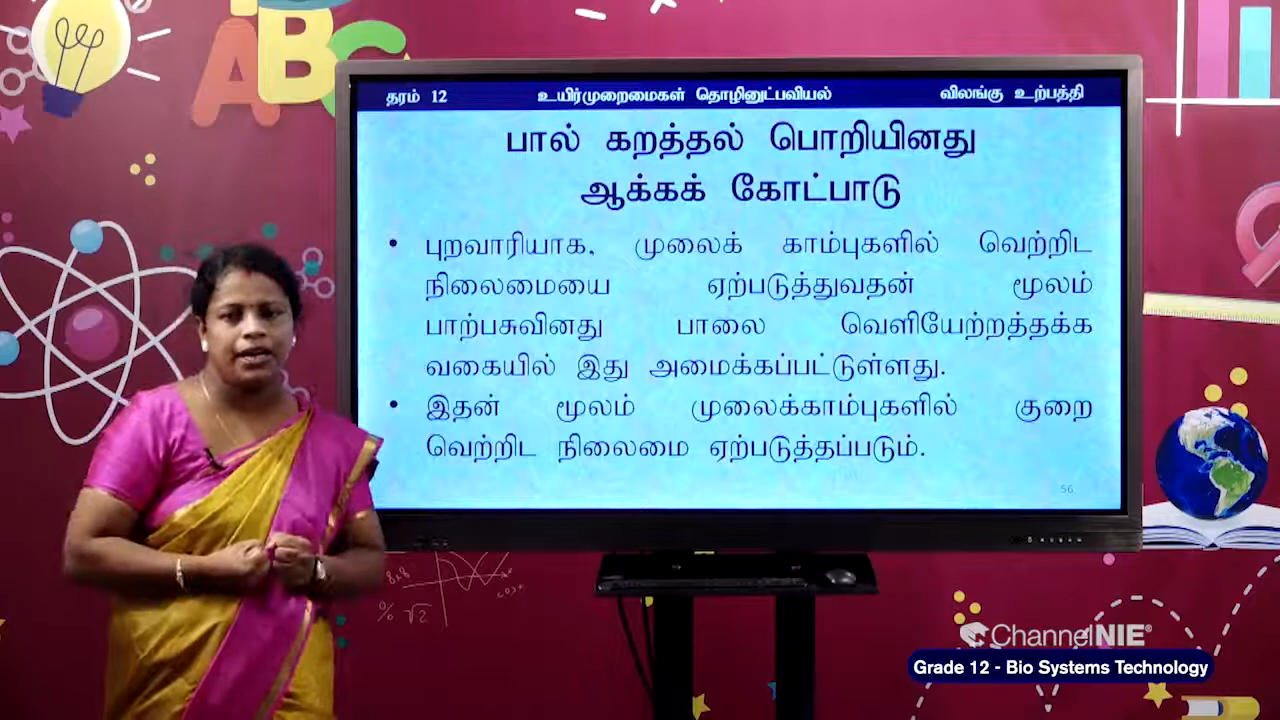 ABC
தரம் 12 உயிர்முறைமைகள் தொழினுட்பவியல் விலங்கு உற்பத்தி
பால் கறத்தல் பொறியினது
ஆக்கக் கோட்பாடு
• புறவாரியாக, முலைக் காம்புகளில் வெற்றிட
நிலைமையை ஏற்படுத்துவதன் மூலம்
பாற்பசுவினது பாலை வெளியேற்றத்தக்க
வகையில் இது அமைக்கப்பட்டுள்ளது.
• இதன் மூலம் முலைக்காம்புகளில் குறை
வெற்றிட நிலைமை ஏற்படுத்தப்படும்.
56
% √2
ChannelNIE®
Grade 12 - Bio Systems Technology